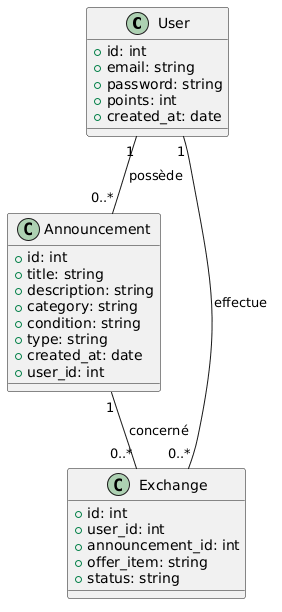 C User
+ id: int
+ email: string
+ password: string
+ points: int
+ created_at: date
1 1
possède
0..*
C Announcement
+ id: int
+ title: string
+ description: string
+ category: string
+ condition: string
+ type: string
+ created_at: date
+ user_id: int
effectue
1
concerné
0..* 0..*
C Exchange
+ id: int
+ user_id: int
+ announcement_id: int
+ offer_item: string
+ status: string